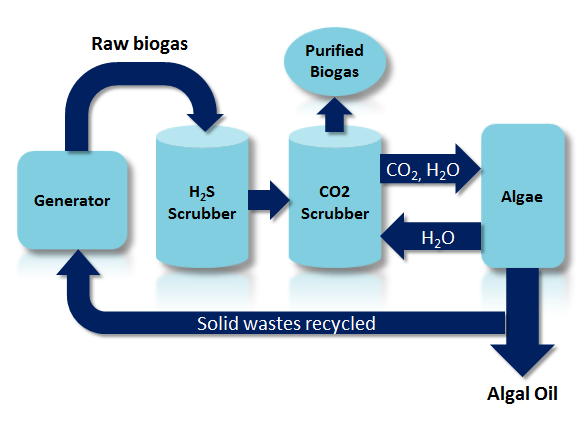 Raw biogas
Purified
Biogas
Generator
H₂S
Scrubber
CO2
Scrubber
CO₂, H₂O
H₂O
Algae
Solid wastes recycled
Algal Oil